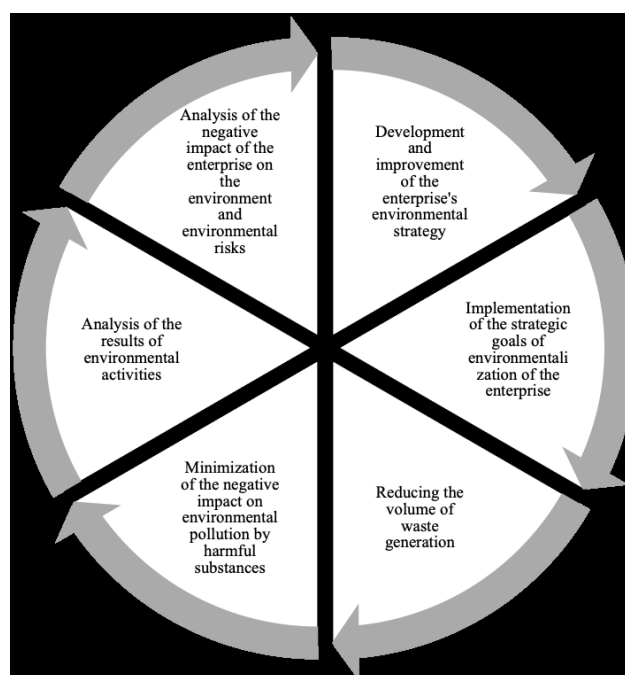 Analysis of the
negative
impact of the
enterprise on
the
environment
and
environmental
risks
Development
and
improvement
of the
enterprise's
environmental
strategy
Implementation
of the strategic
goals of
environmentali
zation of the
enterprise
Reducing the
volume of
waste
generation
Minimization
of the negative
impact on
environmental
pollution by
harmful
substances
Analysis of the
results of
environmental
activities